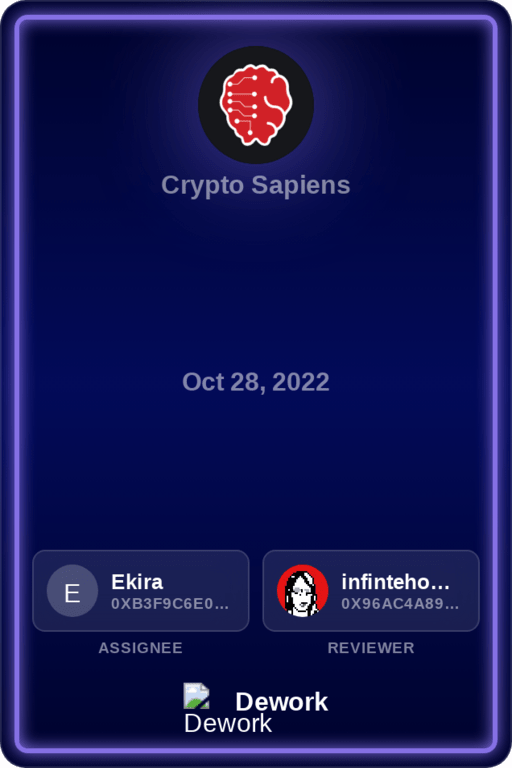 Crypto Sapiens
Oct 28, 2022
E
Ekira
0XB3F9C6E0...
ASSIGNEE
infinteho...
0X96AC4A89...
REVIEWER
Dework
Dework